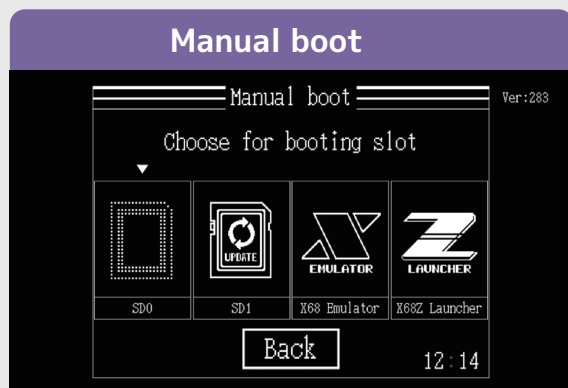 Manual boot
Manual boot
Ver:283
Choose for booting slot
UPDATE
EMULATOR
LAUNCHER
SD0
SD1
X68 Emulator
X68Z Launcher
Back
12:14